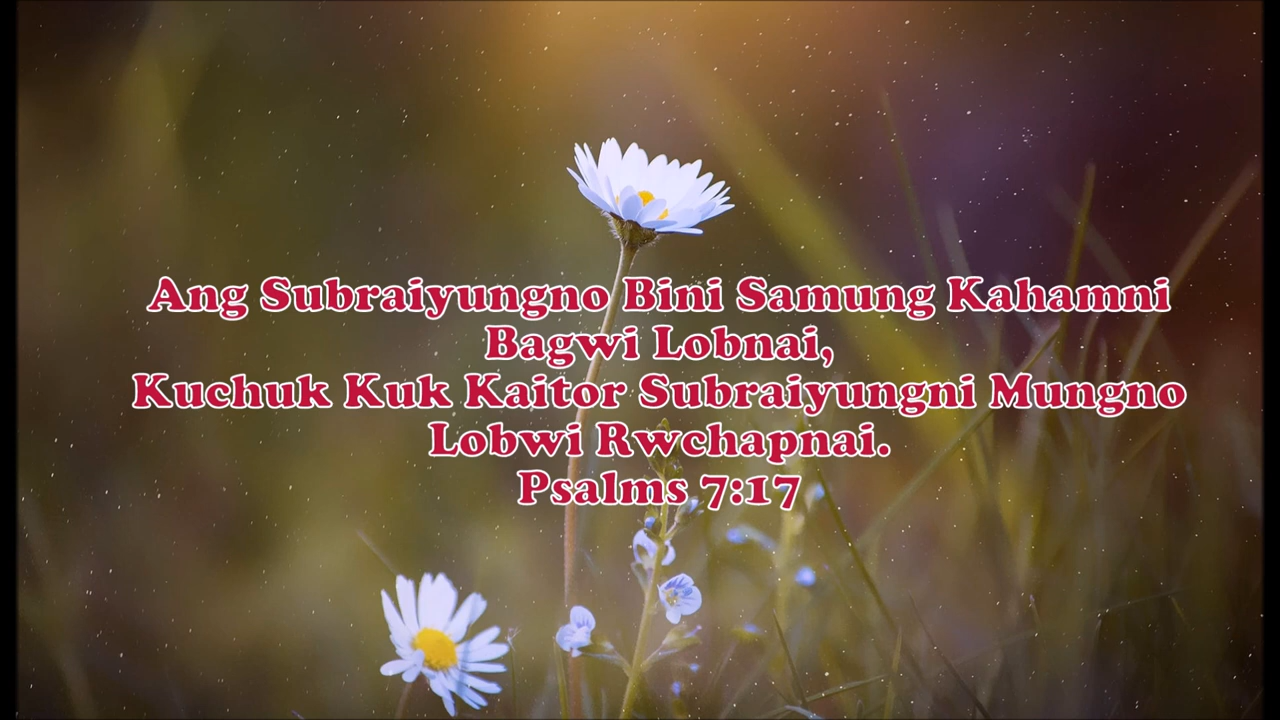 Ang Subraiyungno Bini Samung Kahamni
Bagwi Lobnai,
Kuchuk Kuk Kaitor Subraiyungni Mungno
Lobwi Rwchapnai.
Psalms 7:17